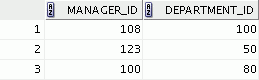 MANAGER_ID DEPARTMENT_ID
1 108 100
2 123 50
3 100 80